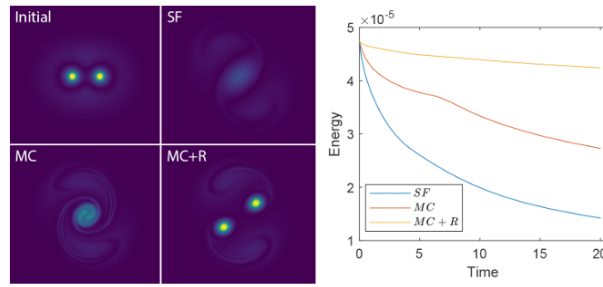 Initial
SF
MC
MC+R
×10⁻⁵
5
4
3
2
1
Energy
SF
MC
MC + R
0
5
10
15
20
Time